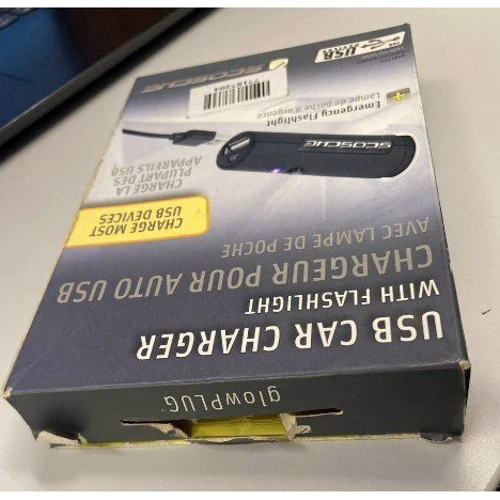 glowPLUG™
USB CAR CHARGER
WITH FLASHLIGHT
CHARGEUR POUR AUTO USB
AVEC LAMPE DE POCHE
CHARGE MOST
USB DEVICES
CHARGE LA
PLUPART DES
APPAREILS USB
SCOSCHE
Emergency Flashlight
Lampe de poche d'urgence
SCOSCHE
USB